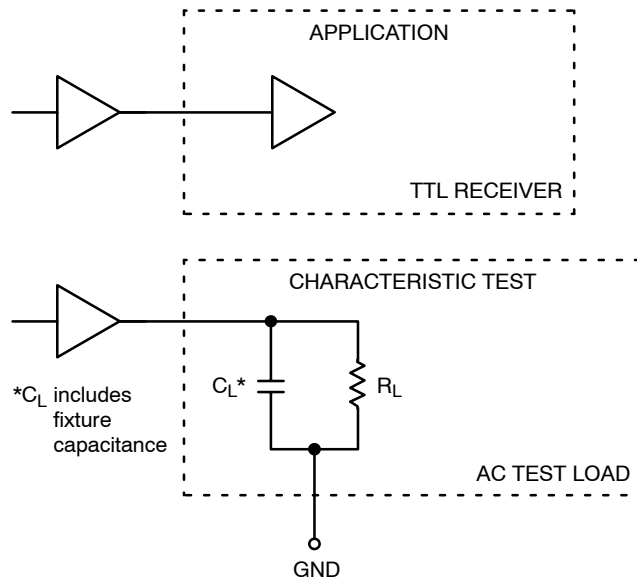 APPLICATION
TTL RECEIVER
CHARACTERISTIC TEST
*CL includes
fixture
capacitance
CL*
RL
AC TEST LOAD
GND